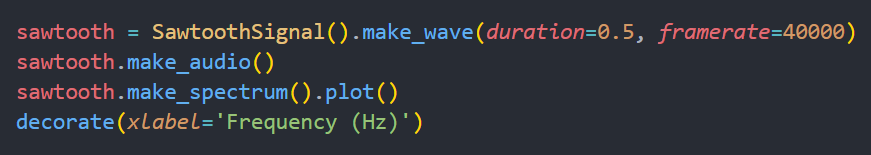 sawtooth = SawtoothSignal().make_wave(duration=0.5, framerate=40000)
sawtooth.make_audio()
sawtooth.make_spectrum().plot()
decorate(xlabel='Frequency (Hz)')